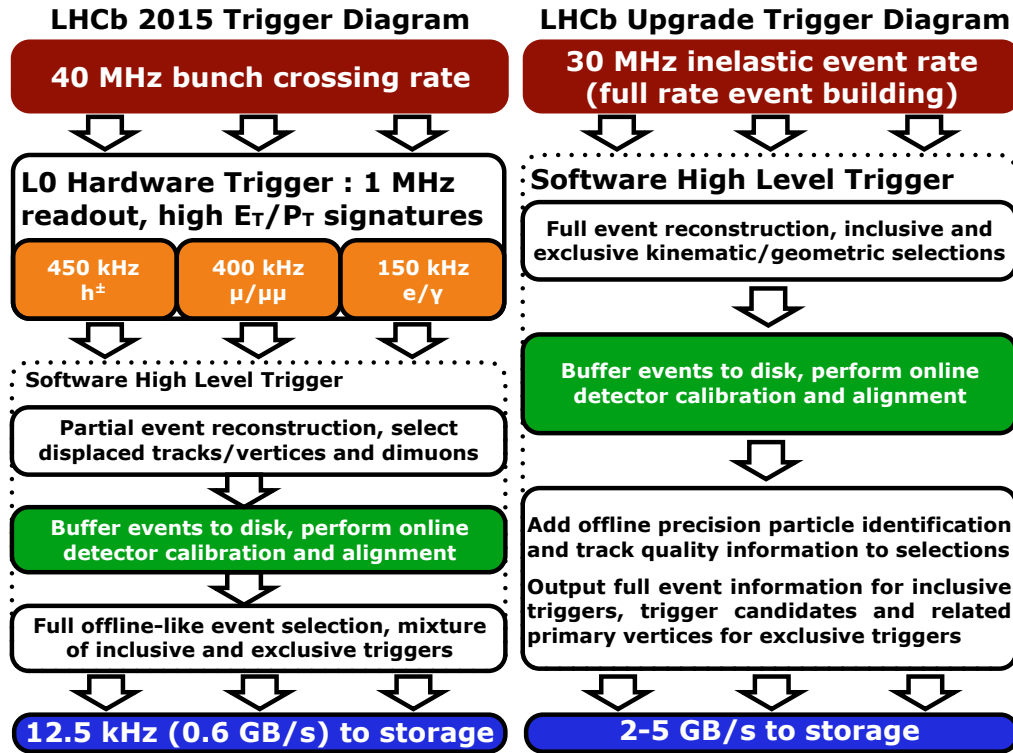 LHCb 2015 Trigger Diagram
40 MHz bunch crossing rate
L0 Hardware Trigger : 1 MHz
readout, high ET/PT signatures
450 kHz
h±
400 kHz
µ/µµ
150 kHz
e/γ
Software High Level Trigger
Partial event reconstruction, select
displaced tracks/vertices and dimuons
Buffer events to disk, perform online
detector calibration and alignment
Full offline-like event selection, mixture
of inclusive and exclusive triggers
12.5 kHz (0.6 GB/s) to storage
LHCb Upgrade Trigger Diagram
30 MHz inelastic event rate
(full rate event building)
Software High Level Trigger
Full event reconstruction, inclusive and
exclusive kinematic/geometric selections
Buffer events to disk, perform online
detector calibration and alignment
Add offline precision particle identification
and track quality information to selections
Output full event information for inclusive
triggers, trigger candidates and related
primary vertices for exclusive triggers
2-5 GB/s to storage